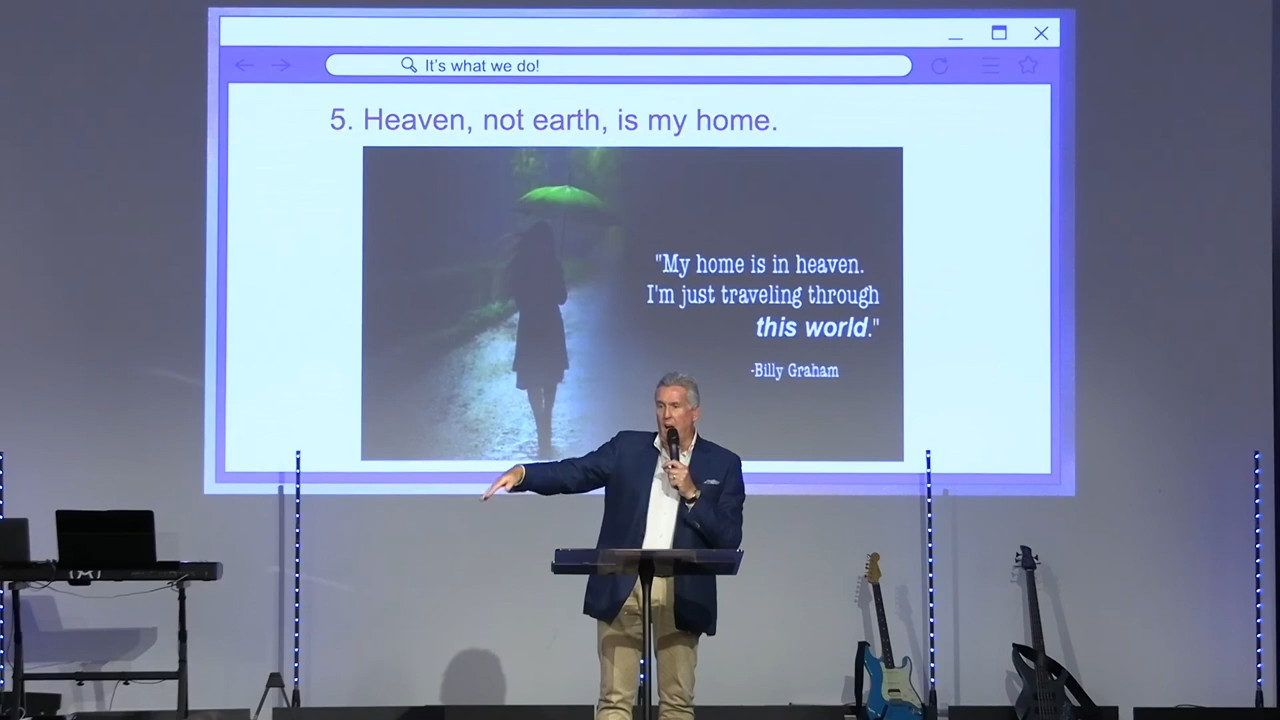 It's what we do!
5. Heaven, not earth, is my home.
"My home is in heaven.
I'm just traveling through
this world."
-Billy Graham